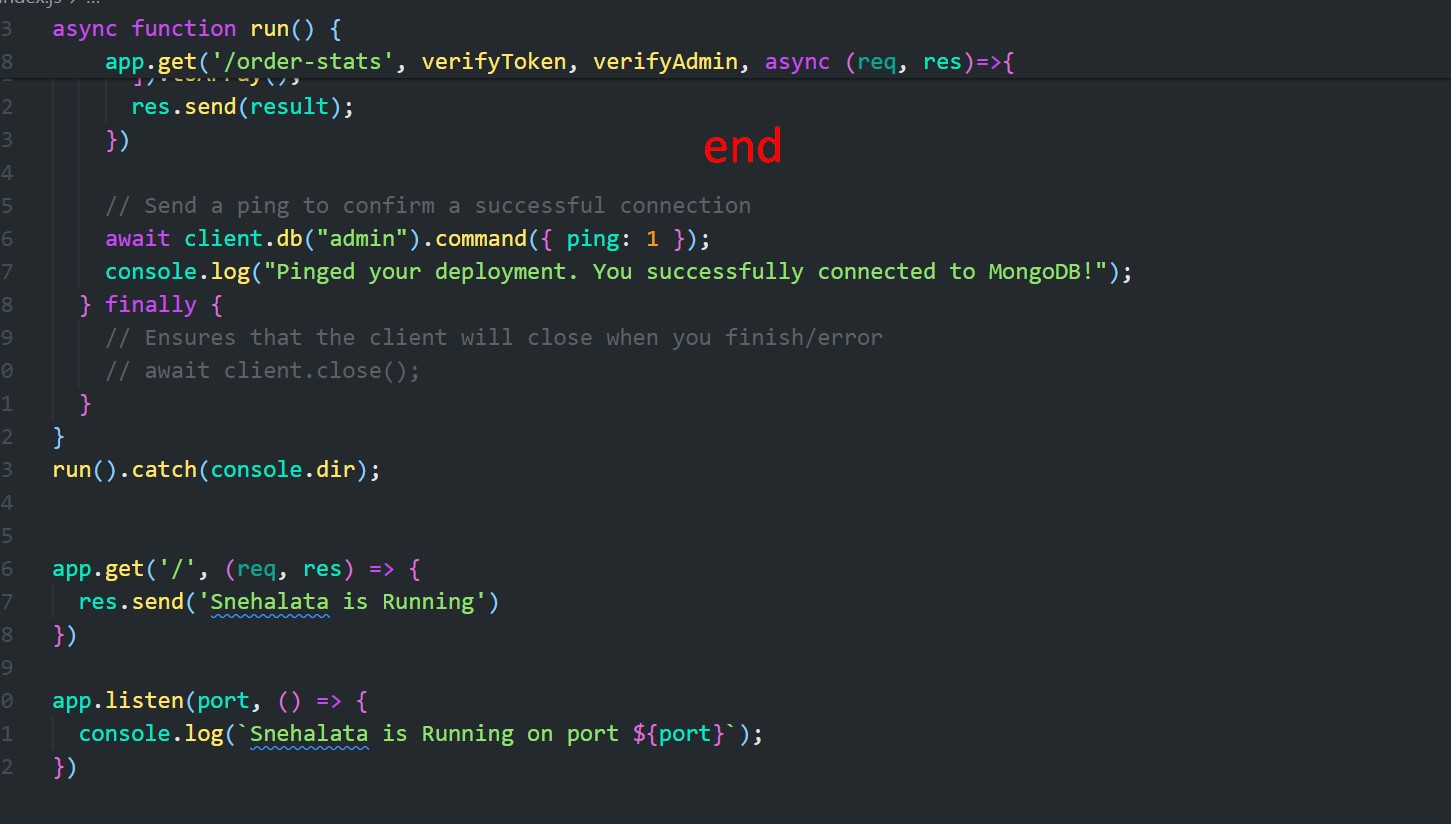 index.js > ...
3 async function run() {
8 app.get('/order-stats', verifyToken, verifyAdmin, async (req, res)=>{
1 ]).toArray();
2 res.send(result);
3 })
end
4
5 // Send a ping to confirm a successful connection
6 await client.db("admin").command({ ping: 1 });
7 console.log("Pinged your deployment. You successfully connected to MongoDB!");
8 } finally {
9 // Ensures that the client will close when you finish/error
0 // await client.close();
1 }
2 }
3 run().catch(console.dir);
4
5
6 app.get('/', (req, res) => {
7 res.send('Snehalata is Running')
8 })
9
0 app.listen(port, () => {
1 console.log(`Snehalata is Running on port ${port}`);
2 })